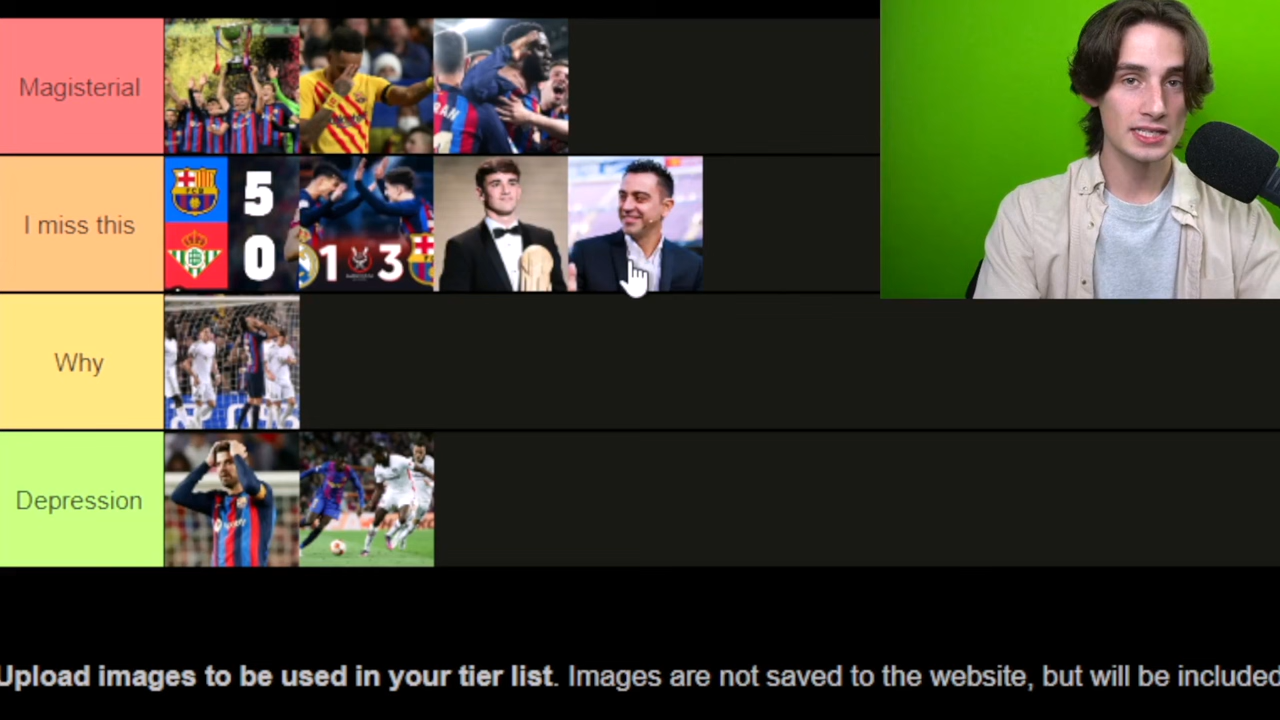 Magisterial
I miss this
5
0
1 3
Why
Depression
Upload images to be used in your tier list. Images are not saved to the website, but will be included